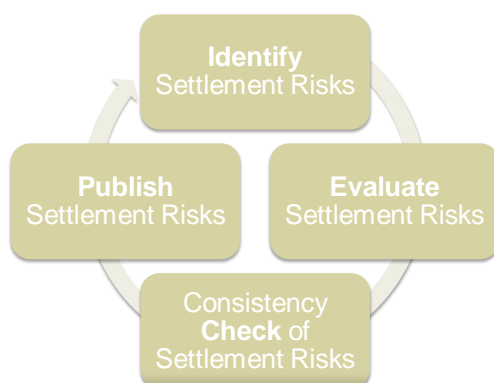 Identify
Settlement Risks
Publish
Settlement Risks
Evaluate
Settlement Risks
Consistency
Check of
Settlement Risks